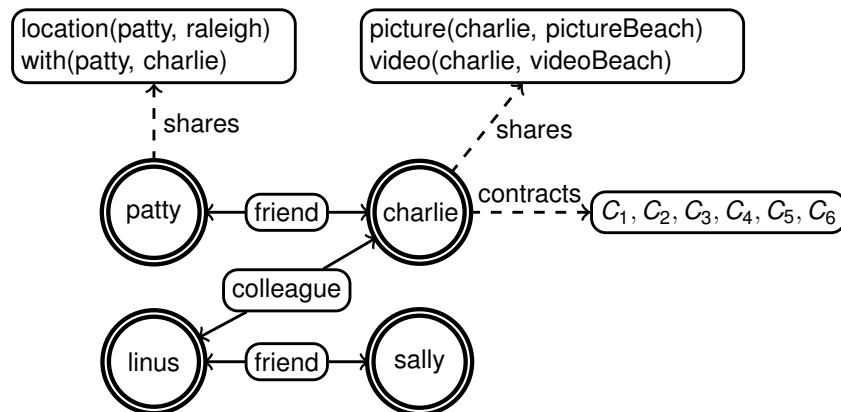 location(patty, raleigh)
with(patty, charlie)
picture(charlie, pictureBeach)
video(charlie, videoBeach)
shares
shares
patty
friend
charlie
contracts
C₁, C₂, C₃, C₄, C₅, C₆
colleague
linus
friend
sally